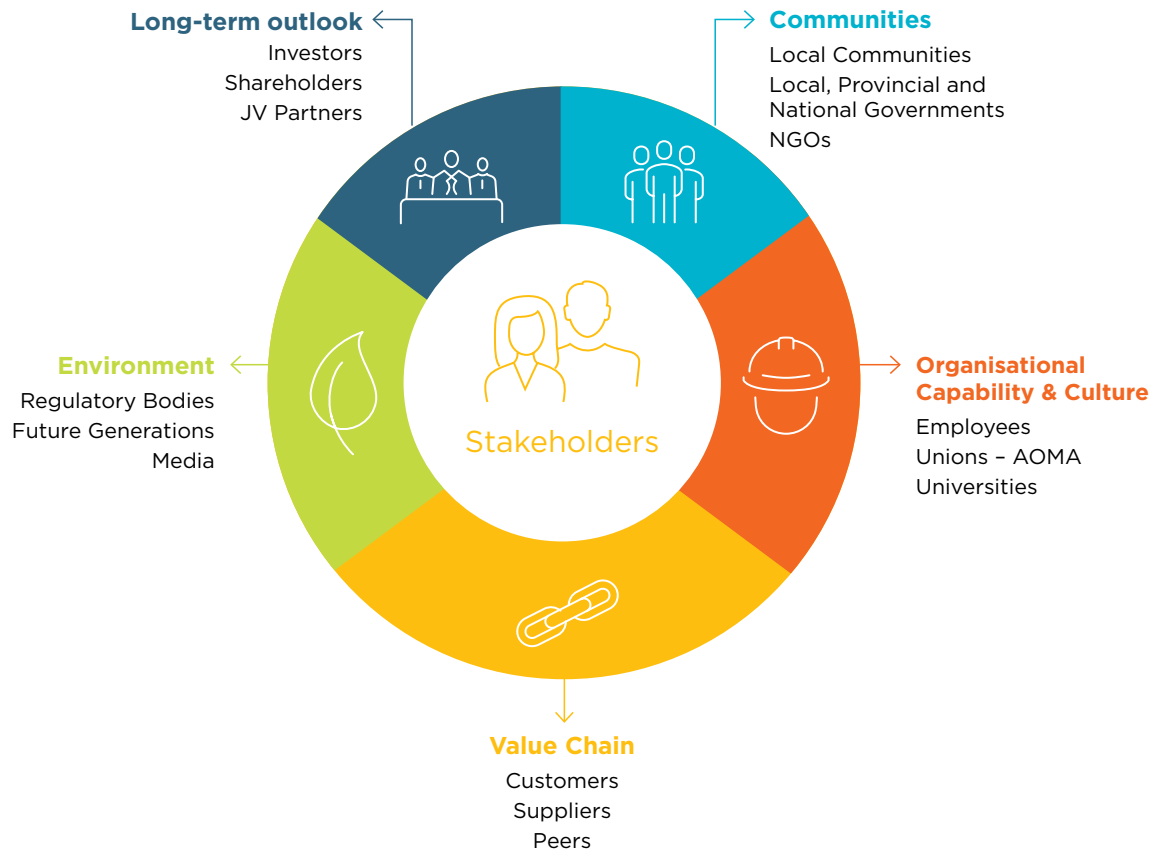 Long-term outlook
Investors
Shareholders
JV Partners
Communities
Local Communities
Local, Provincial and
National Governments
NGOs
Environment
Regulatory Bodies
Future Generations
Media
Stakeholders
Organisational
Capability & Culture
Employees
Unions – AOMA
Universities
Value Chain
Customers
Suppliers
Peers